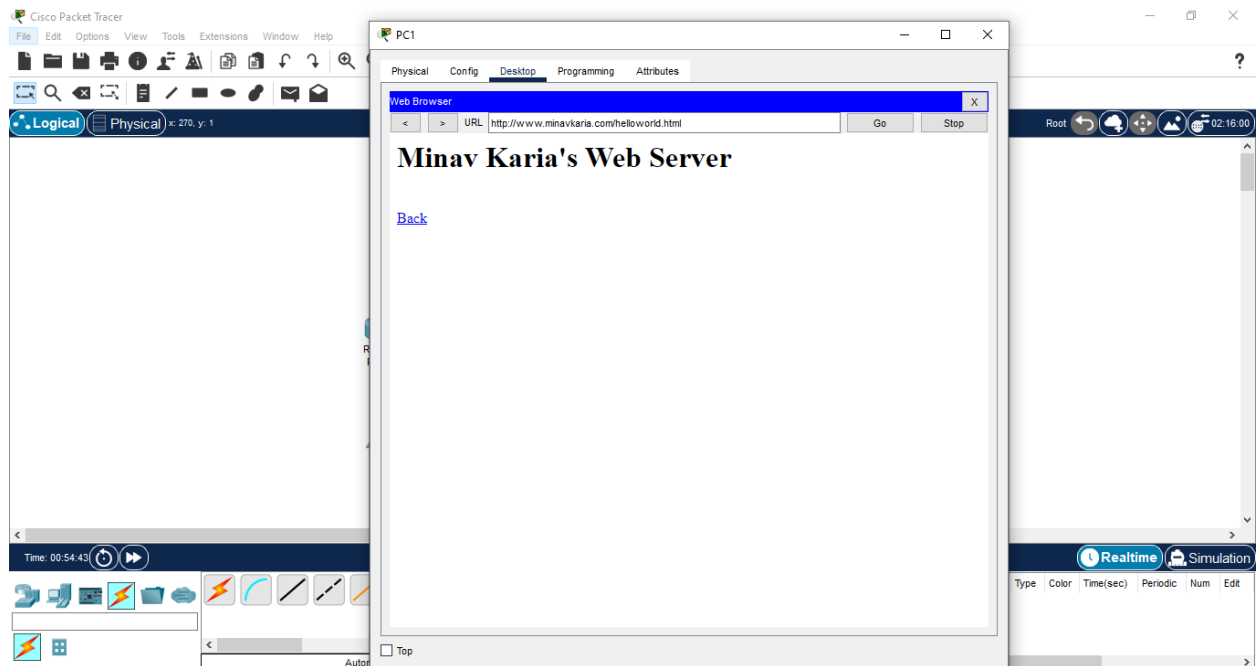 Cisco Packet Tracer
File Edit Options View Tools Extensions Window Help
PC1
Physical Config Desktop Programming Attributes
Web Browser X
< > URL http://www.minavkaria.com/helloworld.html Go Stop
Logical Physical x: 270, y: 1
Root 02:16:00
Minav Karia's Web Server
Back
Time: 00:54:43
Realtime Simulation
Type Color Time(sec) Periodic Num Edit
Top